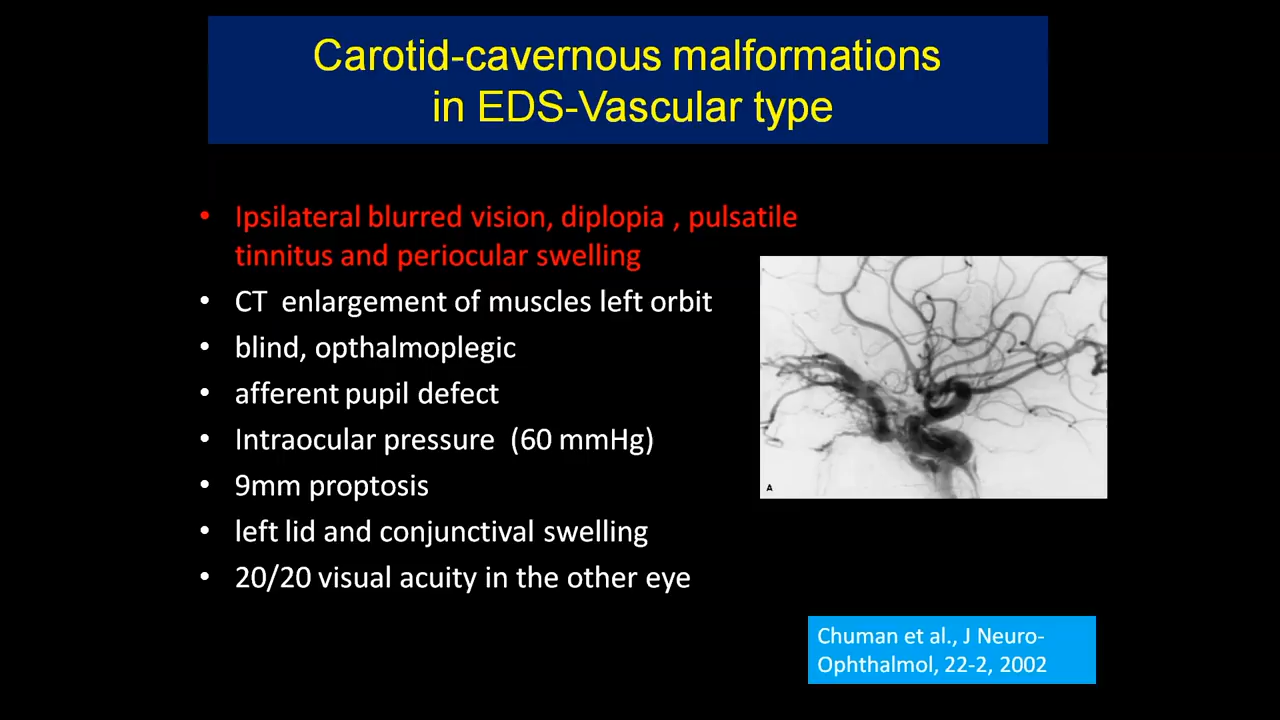 Carotid-cavernous malformations
in EDS-Vascular type
• Ipsilateral blurred vision, diplopia , pulsatile
tinnitus and periocular swelling
• CT enlargement of muscles left orbit
• blind, opthalmoplegic
• afferent pupil defect
• Intraocular pressure (60 mmHg)
• 9mm proptosis
• left lid and conjunctival swelling
• 20/20 visual acuity in the other eye
A
Chuman et al., J Neuro-
Ophthalmol, 22-2, 2002